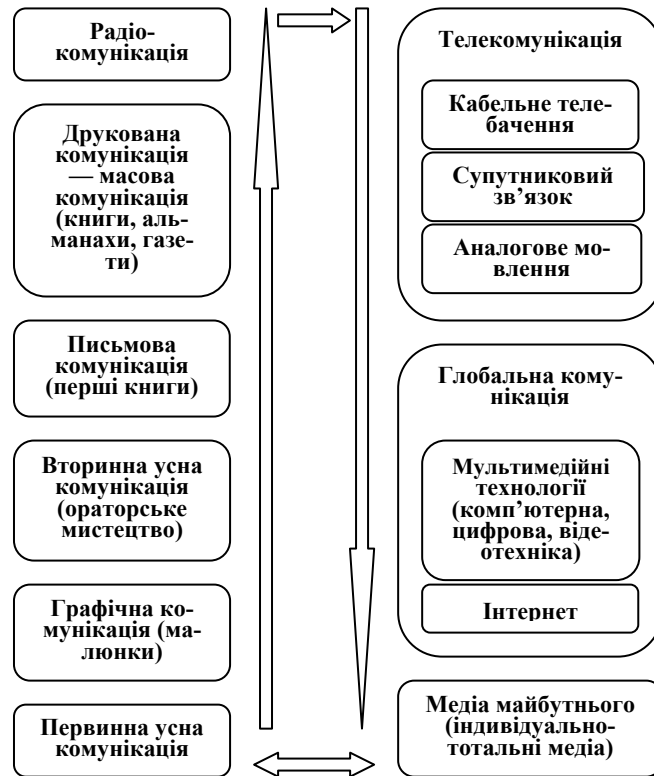 Радіо-
комунікація
Друкована
комунікація
— масова
комунікація
(книги, аль-
манахи, газе-
ти)
Письмова
комунікація
(перші книги)
Вторинна усна
комунікація
(ораторське
мистецтво)
Графічна ко-
мунікація (ма-
люнки)
Первинна усна
комунікація
Телекомунікація
Кабельне теле-
бачення
Супутниковий
зв’язок
Аналогове мо-
влення
Глобальна кому-
нікація
Мультимедійні
технології
(комп’ютерна,
цифрова, віде-
отехніка)
Інтернет
Медіа майбутнього
(індивідуально-
тотальні медіа)